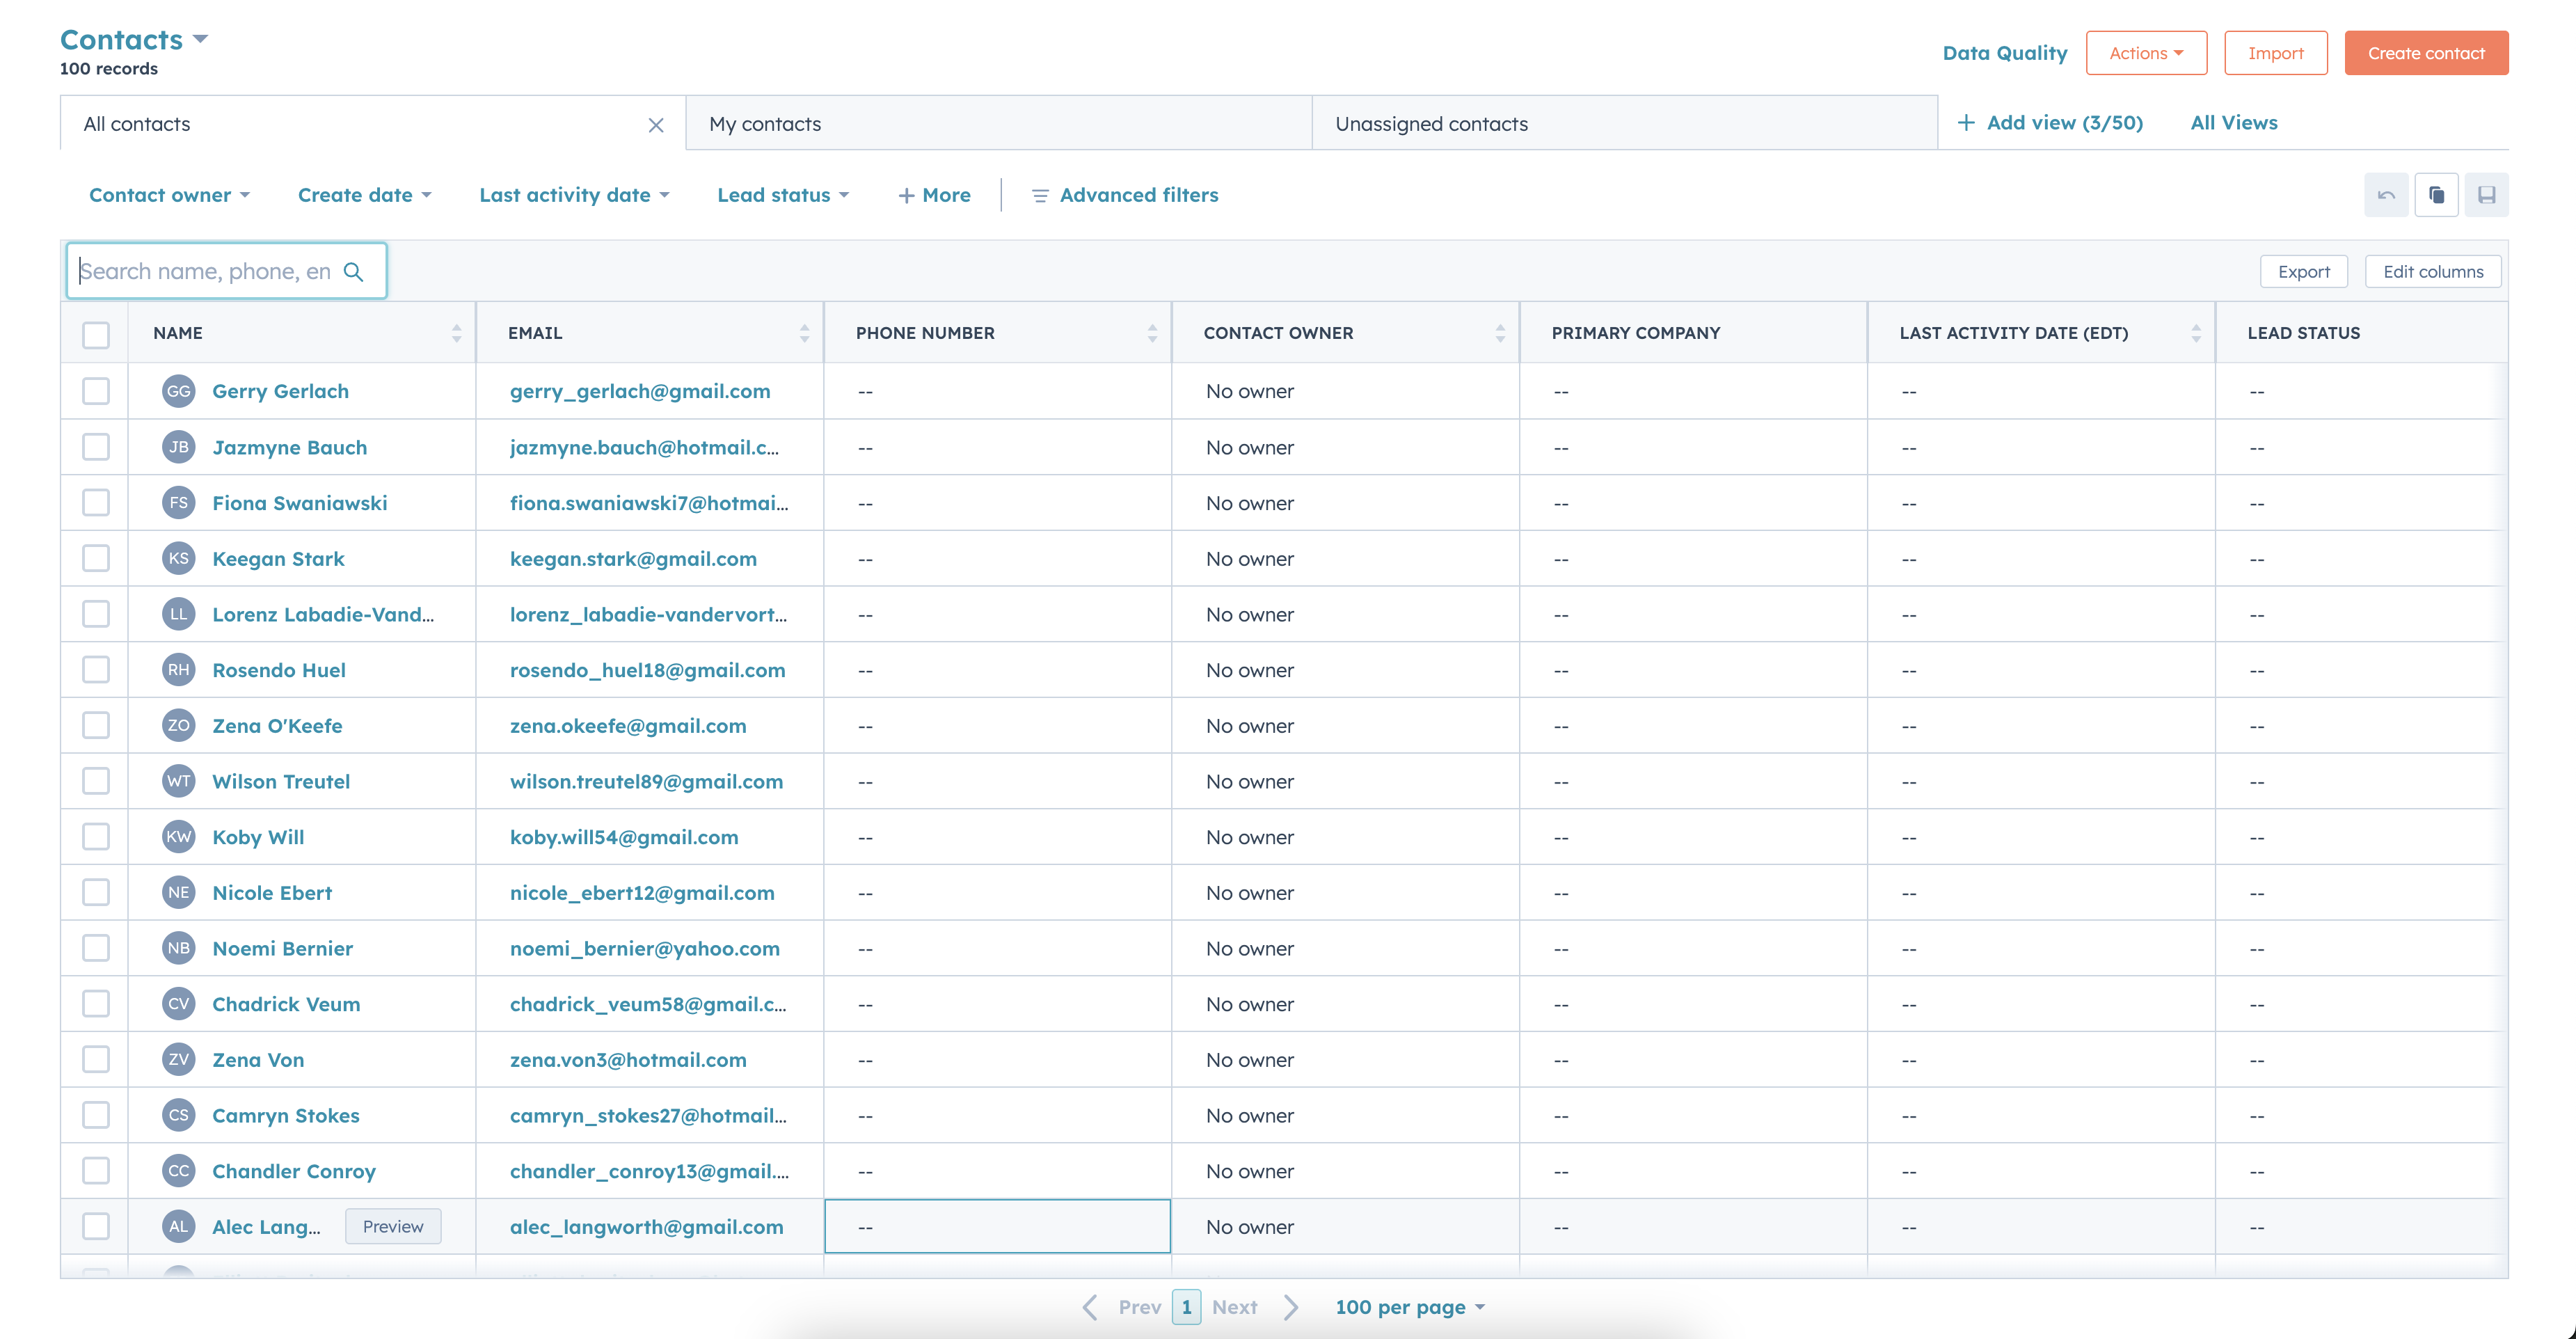 Contacts
100 records
Data Quality Actions Import Create contact
All contacts My contacts Unassigned contacts + Add view (3/50) All Views
Contact owner Create date Last activity date Lead status + More Advanced filters
Search name, phone, en Export Edit columns
NAME EMAIL PHONE NUMBER CONTACT OWNER PRIMARY COMPANY LAST ACTIVITY DATE (EDT) LEAD STATUS
GG Gerry Gerlach gerry_gerlach@gmail.com -- No owner -- -- --
JB Jazmyne Bauch jazmyne.bauch@hotmail.c... -- No owner -- -- --
FS Fiona Swaniawski fiona.swaniawski7@hotmai... -- No owner -- -- --
KS Keegan Stark keegan.stark@gmail.com -- No owner -- -- --
LL Lorenz Labadie-Vand... lorenz_labadie-vandervort... -- No owner -- -- --
RH Rosendo Huel rosendo_huel18@gmail.com -- No owner -- -- --
ZO Zena O'Keefe zena.okeefe@gmail.com -- No owner -- -- --
WT Wilson Treutel wilson.treutel89@gmail.com -- No owner -- -- --
KW Koby Will koby.will54@gmail.com -- No owner -- -- --
NE Nicole Ebert nicole_ebert12@gmail.com -- No owner -- -- --
NB Noemi Bernier noemi_bernier@yahoo.com -- No owner -- -- --
CV Chadrick Veum chadrick_veum58@gmail.c... -- No owner -- -- --
ZV Zena Von zena.von3@hotmail.com -- No owner -- -- --
CS Camryn Stokes camryn_stokes27@hotmail... -- No owner -- -- --
CC Chandler Conroy chandler_conroy13@gmail.... -- No owner -- -- --
AL Alec Lang... Preview alec_langworth@gmail.com -- No owner -- -- --
Prev 1 Next 100 per page